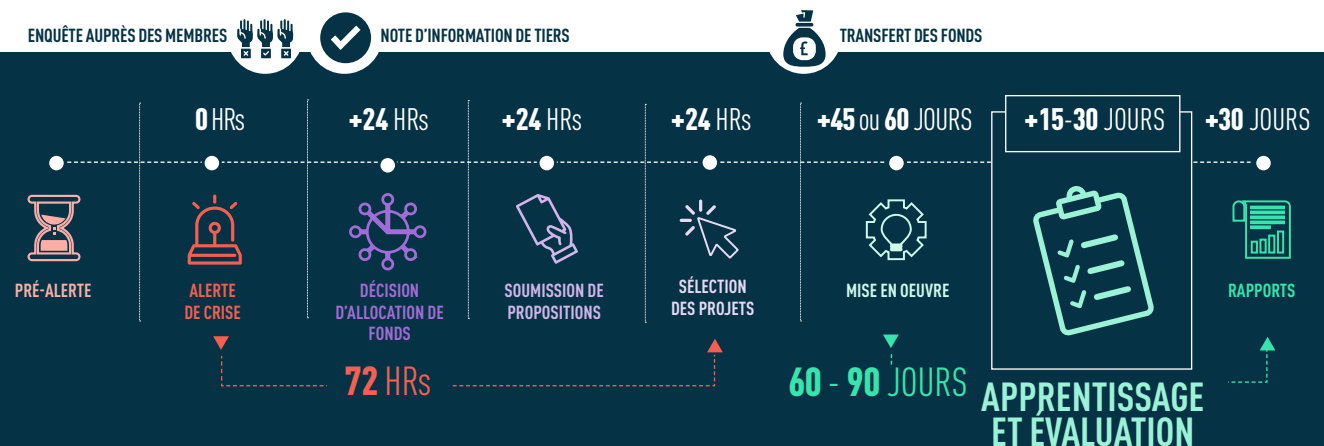 ENQUÊTE AUPRÈS DES MEMBRES
NOTE D'INFORMATION DE TIERS
£
TRANSFERT DES FONDS
0 HRs
+24 HRs
+24 HRs
+24 HRs
+45 ou 60 JOURS
+15-30 JOURS
+30 JOURS
PRÉ-ALERTE
ALERTE
DE CRISE
DÉCISION
D'ALLOCATION DE
FONDS
SOUMISSION DE
PROPOSITIONS
SÉLECTION
DES PROJETS
MISE EN OEUVRE
RAPPORTS
72 HRs
60 - 90 JOURS
APPRENTISSAGE
ET ÉVALUATION